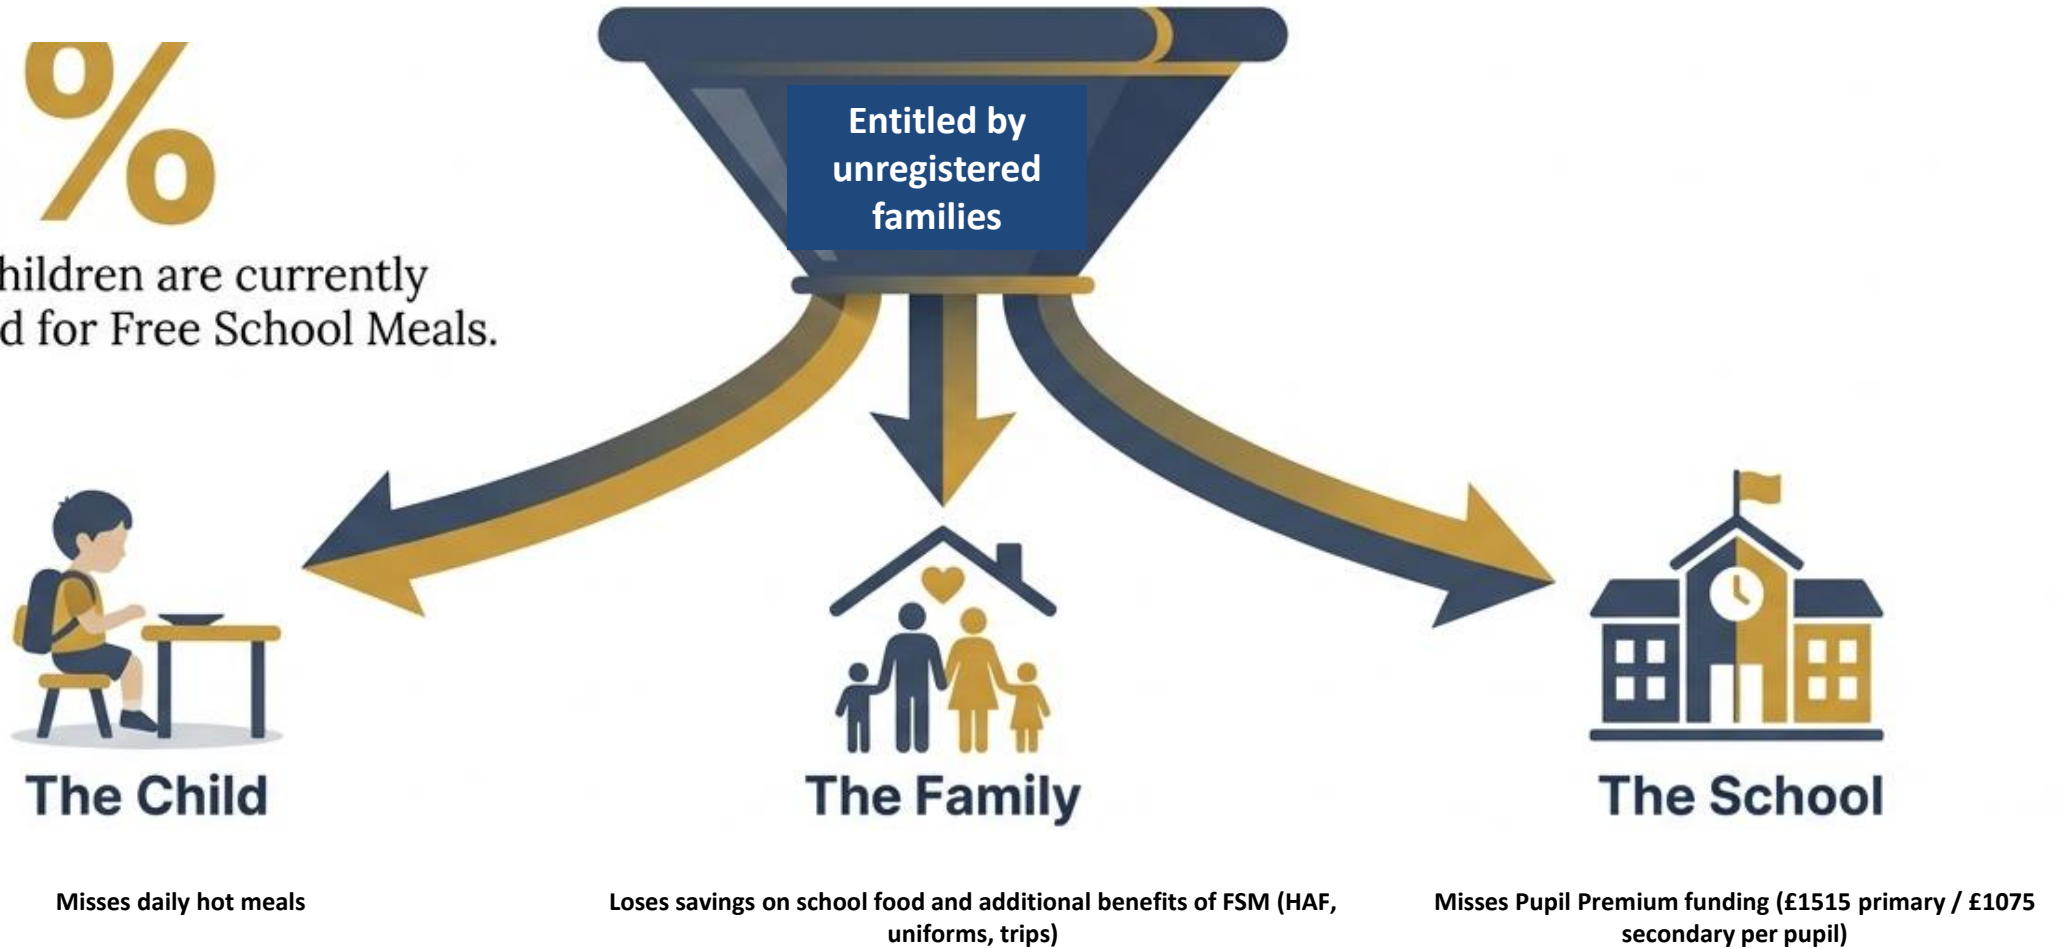 %
hildren are currently
d for Free School Meals.
Entitled by
unregistered
families
The Child
The Family
The School
Misses daily hot meals
Loses savings on school food and additional benefits of FSM (HAF,
uniforms, trips)
Misses Pupil Premium funding (£1515 primary / £1075
secondary per pupil)